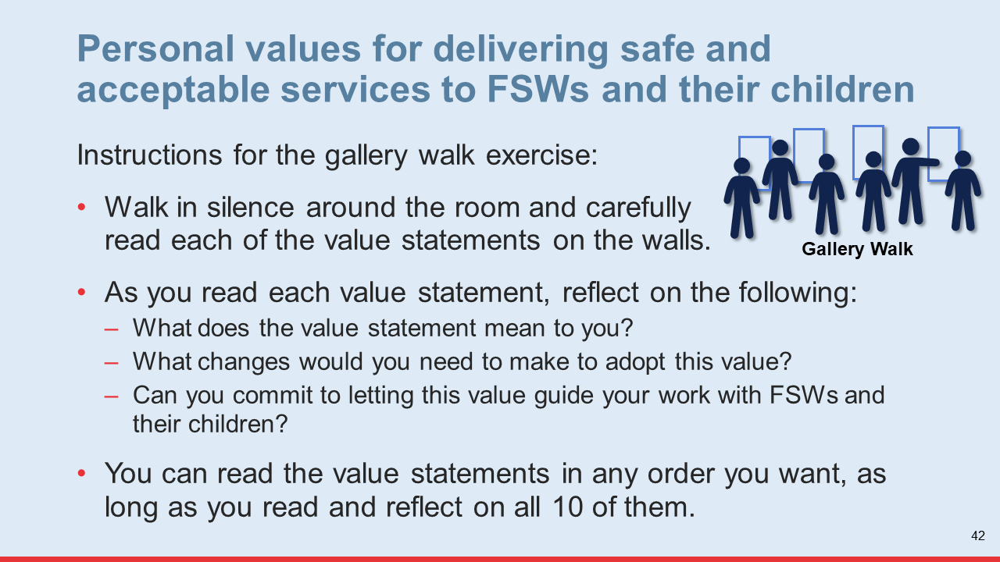 Personal values for delivering safe and
acceptable services to FSWs and their children
Instructions for the gallery walk exercise:
• Walk in silence around the room and carefully
read each of the value statements on the walls.
Gallery Walk
• As you read each value statement, reflect on the following:
– What does the value statement mean to you?
– What changes would you need to make to adopt this value?
– Can you commit to letting this value guide your work with FSWs and
their children?
• You can read the value statements in any order you want, as
long as you read and reflect on all 10 of them.
42